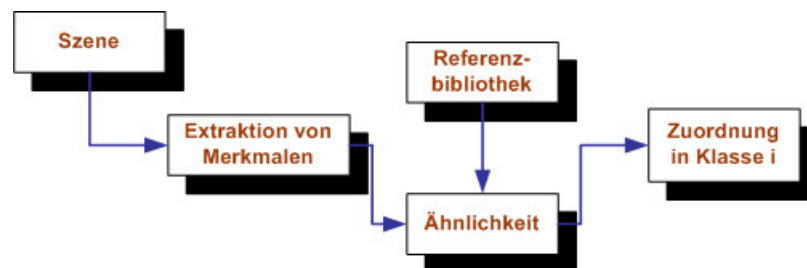 Szene
Referenz-
bibliothek
Extraktion von
Merkmalen
Zuordnung
in Klasse i
Ähnlichkeit